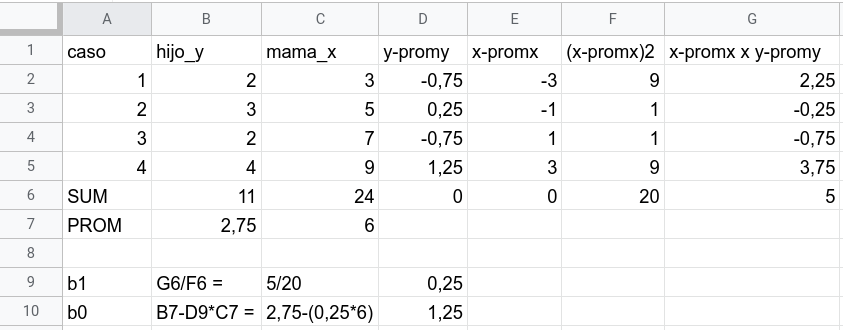 A B C D E F G
1 caso hijo_y mama_x y-promy x-promx (x-promx)2 x-promx x y-promy
2 1 2 3 -0,75 -3 9 2,25
3 2 3 5 0,25 -1 1 -0,25
4 3 2 7 -0,75 1 1 -0,75
5 4 4 9 1,25 3 9 3,75
6 SUM 11 24 0 0 20 5
7 PROM 2,75 6
8
9 b1 G6/F6 = 5/20 0,25
10 b0 B7-D9*C7 = 2,75-(0,25*6) 1,25